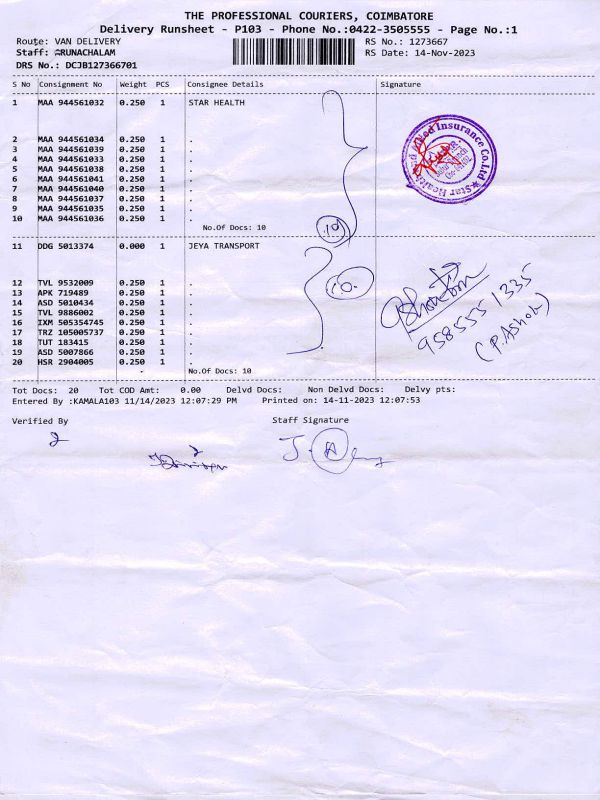 THE PROFESSIONAL COURIERS, COIMBATORE
Delivery Runsheet - P103 - Phone No.:0422-3505555 - Page No.:1
Route: VAN DELIVERY RS No.: 1273667
Staff: ARUNACHALAM RS Date: 14-Nov-2023
DRS No.: DCJB127366701
S No Consignment No Weight PCS Consignee Details Signature
1 MAA 944561032 0.250 1 STAR HEALTH
2 MAA 944561034 0.250 1 .
3 MAA 944561039 0.250 1 .
4 MAA 944561033 0.250 1 .
5 MAA 944561038 0.250 1 .
6 MAA 944561041 0.250 1 .
7 MAA 944561040 0.250 1 .
8 MAA 944561037 0.250 1 .
9 MAA 944561035 0.250 1 .
10 MAA 944561036 0.250 1 .
No.Of Docs: 10
10
Star Health and Allied Insurance Co.Ltd
11 DDG 5013374 0.000 1 JEYA TRANSPORT
12 TVL 9532009 0.250 1 .
13 APK 719489 0.250 1 .
14 ASD 5010434 0.250 1 .
15 TVL 9886002 0.250 1 .
16 IXM 505354745 0.250 1 .
17 TRZ 105005737 0.250 1 .
18 TUT 183415 0.250 1 .
19 ASD 5007866 0.250 1 .
20 HSR 2904005 0.250 1 .
No.Of Docs: 10
10.
9585551335
(P.Ashok)
Tot Docs: 20 Tot COD Amt: 0.00 Delvd Docs: Non Delvd Docs: Delvy pts:
Entered By :KAMALA103 11/14/2023 12:07:29 PM Printed on: 14-11-2023 12:07:53
Verified By Staff Signature